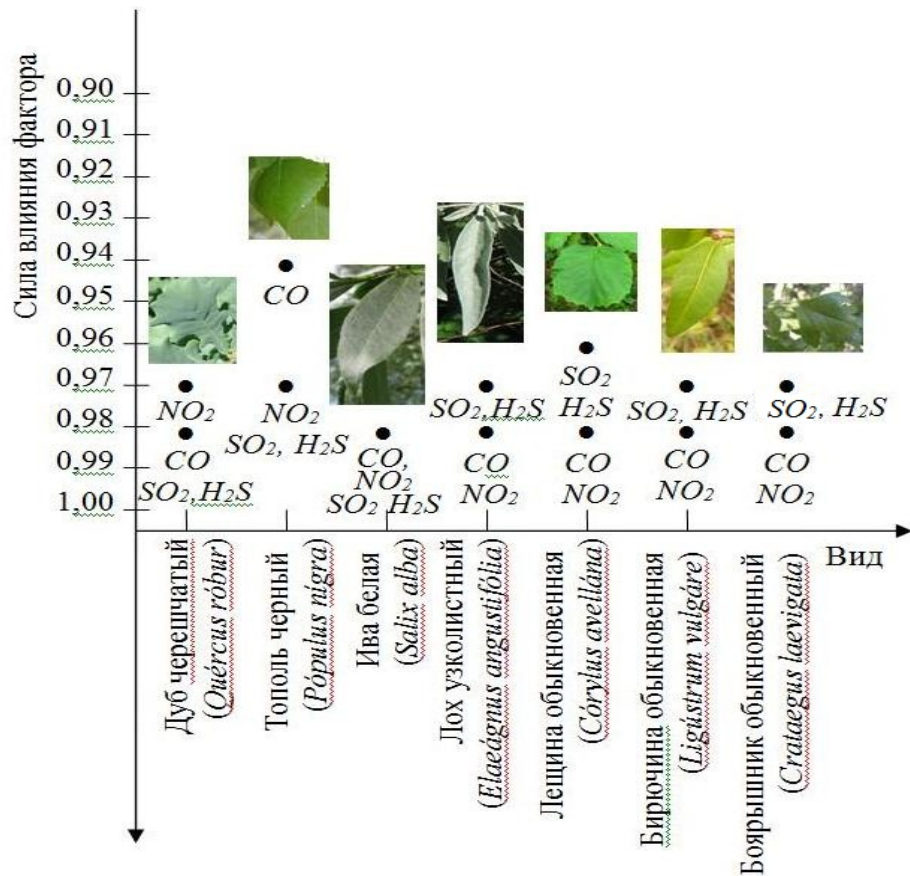 Сила влияния фактора
0,90
0,91
0,92
0,93
0,94
0,95
0,96
0,97
0,98
0,99
1,00
NO2
CO
SO2,H2S
CO
NO2
SO2, H2S
CO,
NO2
SO2 H2S
SO2,H2S
CO
NO2
SO2
H2S
CO
NO2
SO2, H2S
CO
NO2
SO2, H2S
CO
NO2
Вид
Дуб черешчатый
(Quércus róbur)
Тополь черный
(Pópulus nígra)
Ива белая
(Salix alba)
Лох узколистный
(Elaeágnus angustifólia)
Лещина обыкновенная
(Córylus avellána)
Бирючина обыкновенная
(Ligústrum vulgáre)
Боярышник обыкновенный
(Crataegus laevigata)